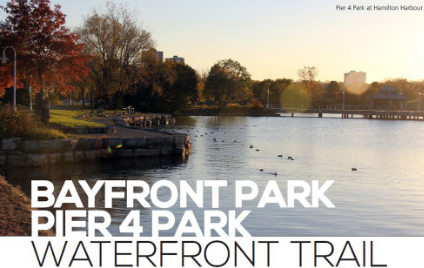 Pier 4 Park at Hamilton Harbour
BAYFRONT PARK
PIER 4 PARK
WATERFRONT TRAIL